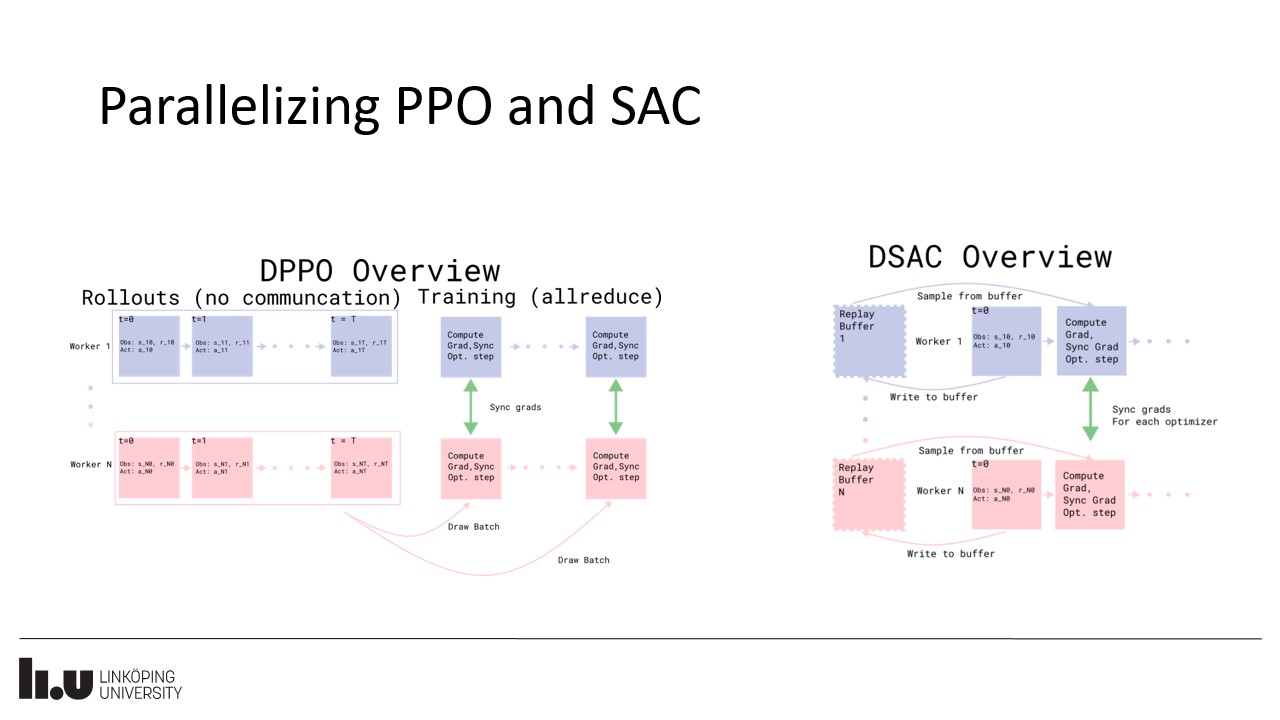 Parallelizing PPO and SAC
DPPO Overview
Rollouts (no communcation)
Training (allreduce)
Worker 1
t=0
Obs: s_10, r_10
Act: a_10
t=1
Obs: s_11, r_11
Act: a_11
t = T
Obs: s_1T, r_1T
Act: a_1T
Compute
Grad,Sync
Opt. step
Compute
Grad,Sync
Opt. step
Sync grads
Worker N
t=0
Obs: s_N0, r_N0
Act: a_N0
t=1
Obs: s_N1, r_N1
Act: a_N1
t = T
Obs: s_NT, r_NT
Act: a_NT
Compute
Grad,Sync
Opt. step
Compute
Grad,Sync
Opt. step
Draw Batch
Draw Batch
DSAC Overview
Sample from buffer
Replay
Buffer
1
Worker 1
t=0
Obs: s_10, r_10
Act: a_10
Compute
Grad,
Sync Grad
Opt. step
Write to buffer
Sync grads
For each optimizer
Sample from buffer
Replay
Buffer
N
Worker N
t=0
Obs: s_N0, r_N0
Act: a_N0
Compute
Grad,
Sync Grad
Opt. step
Write to buffer
li.u LINKÖPING
UNIVERSITY